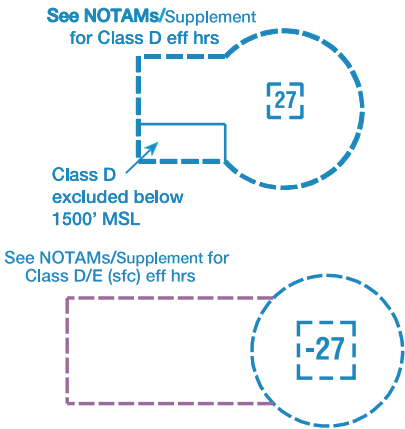 See NOTAMs/Supplement
for Class D eff hrs
27
Class D
excluded below
1500' MSL
See NOTAMs/Supplement for
Class D/E (sfc) eff hrs
-27